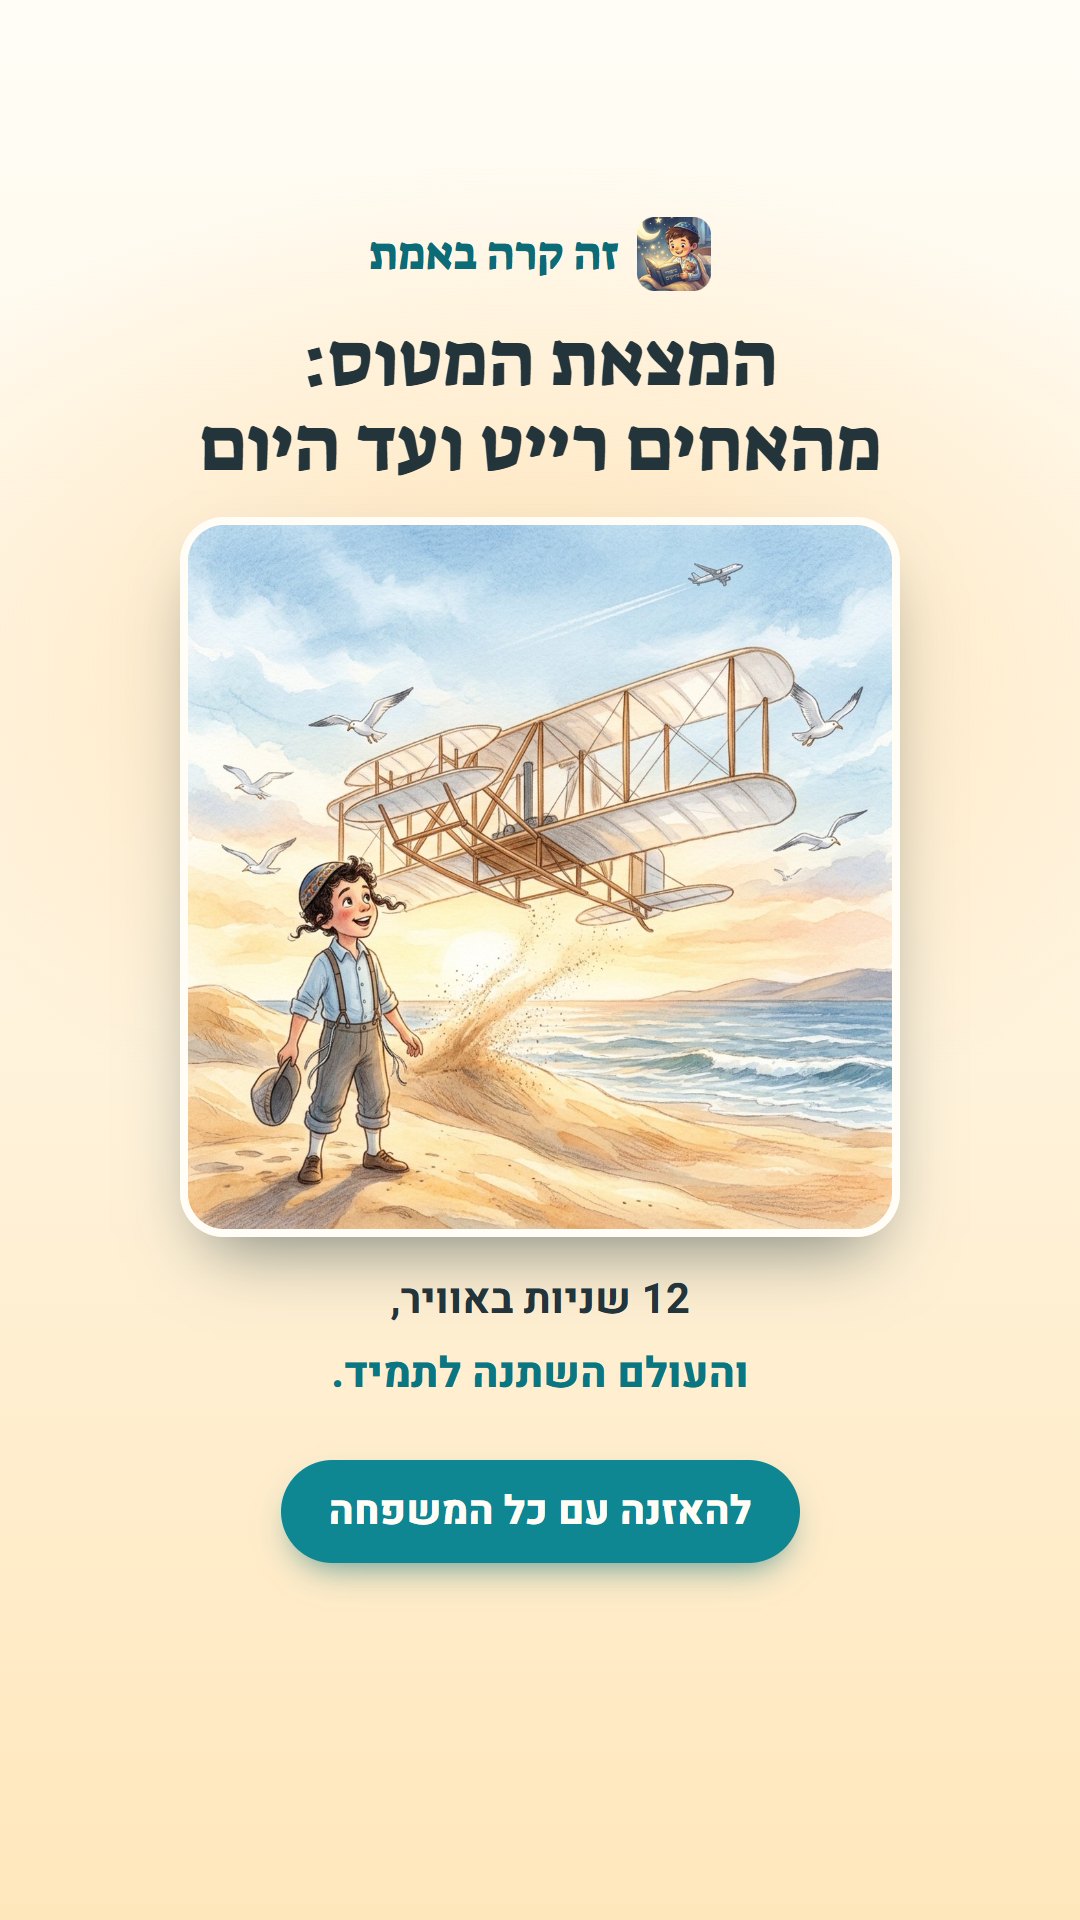 זה קרה באמת
המצאת המטוס:
מהאחים רייט ועד היום
12 שניות באוויר,
והעולם השתנה לתמיד.
להאזנה עם כל המשפחה